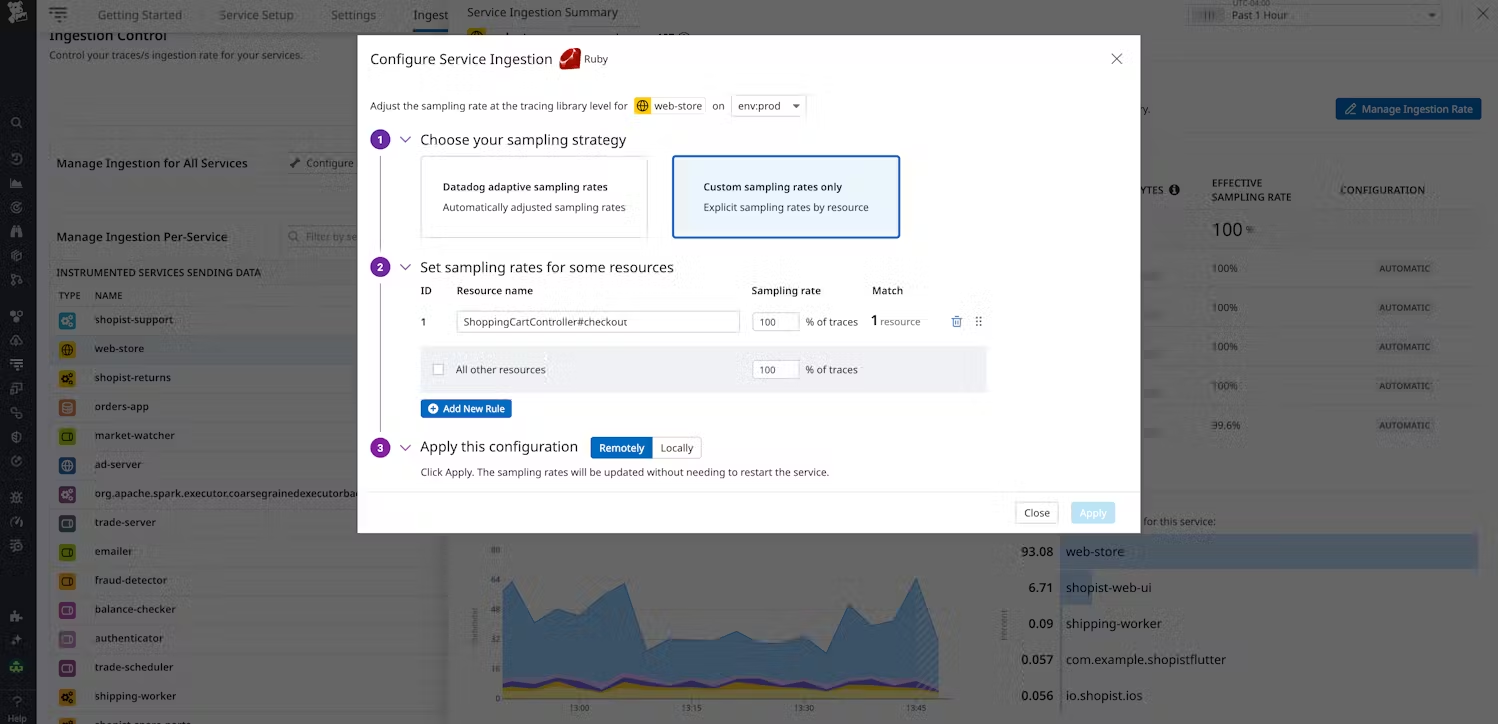 Getting Started
Service Setup
Settings
Ingest
Service Ingestion Summary
UTC-04:00
Past 1 Hour
Ingestion Control
Control your traces/s ingestion rate for your services.
Manage Ingestion Rate
Manage Ingestion for All Services
Configure
Manage Ingestion Per-Service
Filter by se
INSTRUMENTED SERVICES SENDING DATA
TYPE NAME
shopist-support
web-store
shopist-returns
orders-app
market-watcher
ad-server
org.apache.spark.executor.coarsegrainedexecutorba
trade-server
emailer
fraud-detector
balance-checker
authenticator
trade-scheduler
shipping-worker
Help
Configure Service Ingestion Ruby
Adjust the sampling rate at the tracing library level for web-store on env:prod
1 Choose your sampling strategy
Datadog adaptive sampling rates
Automatically adjusted sampling rates
Custom sampling rates only
Explicit sampling rates by resource
2 Set sampling rates for some resources
ID Resource name Sampling rate Match
1 ShoppingCartController#checkout 100 % of traces 1 resource
All other resources 100 % of traces
Add New Rule
3 Apply this configuration Remotely Locally
Click Apply. The sampling rates will be updated without needing to restart the service.
Close Apply
YTES
EFFECTIVE
SAMPLING RATE
CONFIGURATION
100 %
100% AUTOMATIC
100% AUTOMATIC
100% AUTOMATIC
100% AUTOMATIC
39.6% AUTOMATIC
for this service:
80
64
48
32
16
0
13:00 13:15 13:30 13:45
Percent
93.08 web-store
6.71 shopist-web-ui
0.09 shipping-worker
0.057 com.example.shopistflutter
0.056 io.shopist.ios